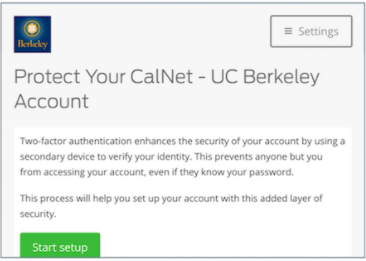 Berkeley
≡ Settings
Protect Your CalNet - UC Berkeley
Account
Two-factor authentication enhances the security of your account by using a
secondary device to verify your identity. This prevents anyone but you
from accessing your account, even if they know your password.
This process will help you set up your account with this added layer of
security.
Start setup